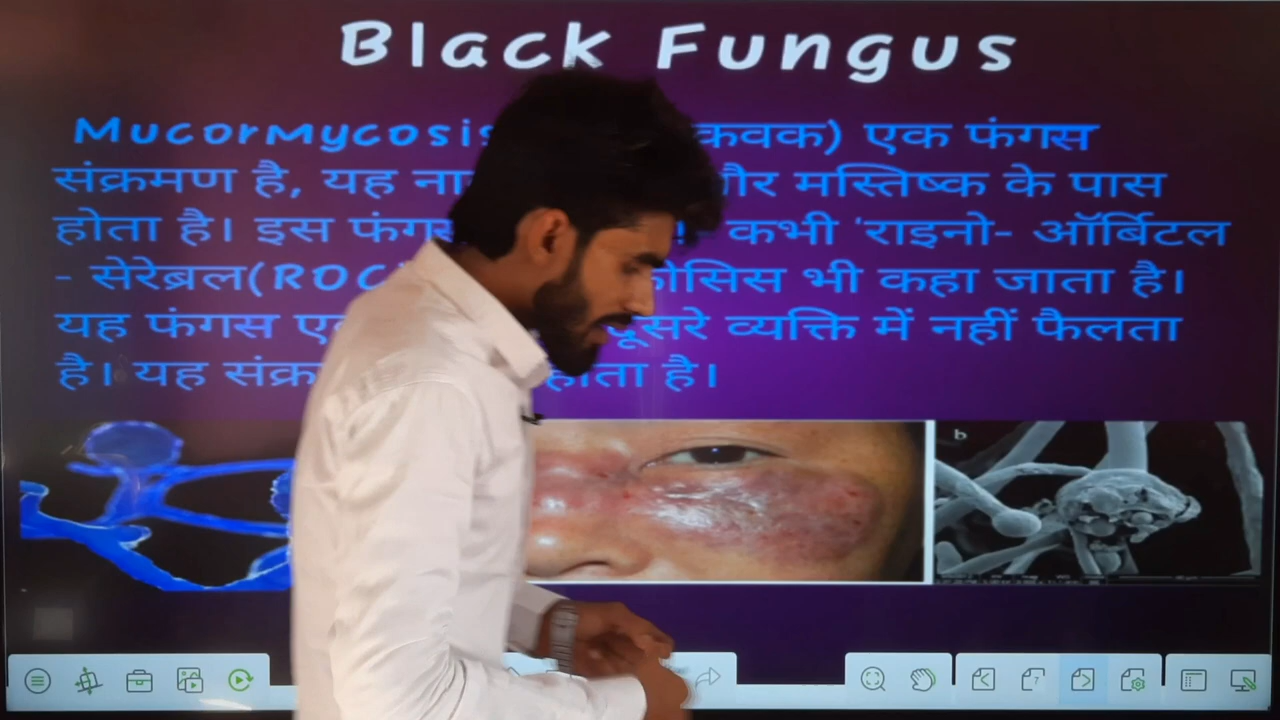 Black Fungus
Mucormycosis कवक) एक फंगस
संक्रमण है, यह मस्तिष्क के पास
होता है। इस कभी 'राइनो- ऑर्बिटल
- सेरेब्रल(ROC भी कहा जाता है।
यह फंगस दूसरे व्यक्ति में नहीं फैलता
है। यह होता है।
b